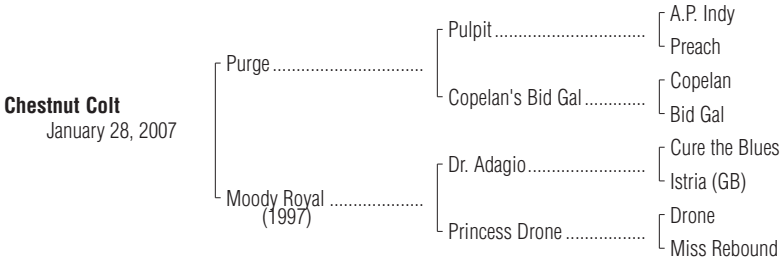 A.P. Indy
Pulpit
Preach
Purge
Copelan
Copelan's Bid Gal
Bid Gal
Chestnut Colt
January 28, 2007
Cure the Blues
Dr. Adagio
Istria (GB)
Moody Royal
(1997)
Drone
Princess Drone
Miss Rebound